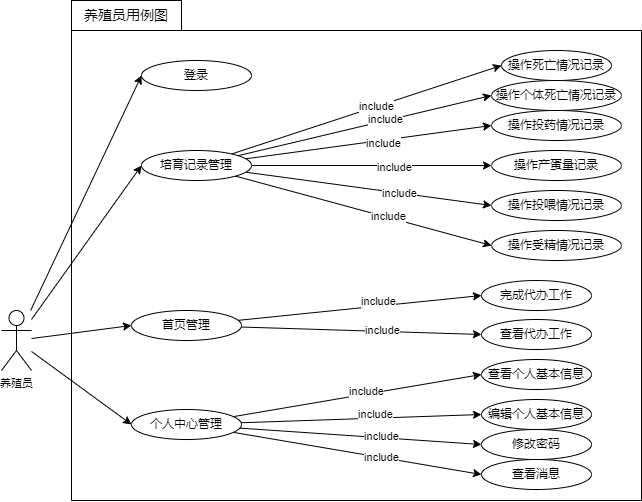 养殖员用例图
登录
操作死亡情况记录
操作个体死亡情况记录
include
include
操作投药情况记录
include
培育记录管理
include
操作产蛋量记录
include
操作投喂情况记录
include
操作受精情况记录
完成代办工作
include
首页管理
include
查看代办工作
养殖员
查看个人基本信息
include
编辑个人基本信息
include
个人中心管理
include
修改密码
include
查看消息